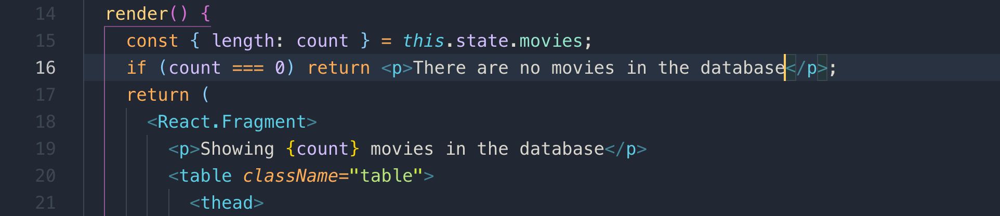 14 render() {
15 const { length: count } = this.state.movies;
16 if (count === 0) return <p>There are no movies in the database</p>;
17 return (
18 <React.Fragment>
19 <p>Showing {count} movies in the database</p>
20 <table className="table">
21 <thead>